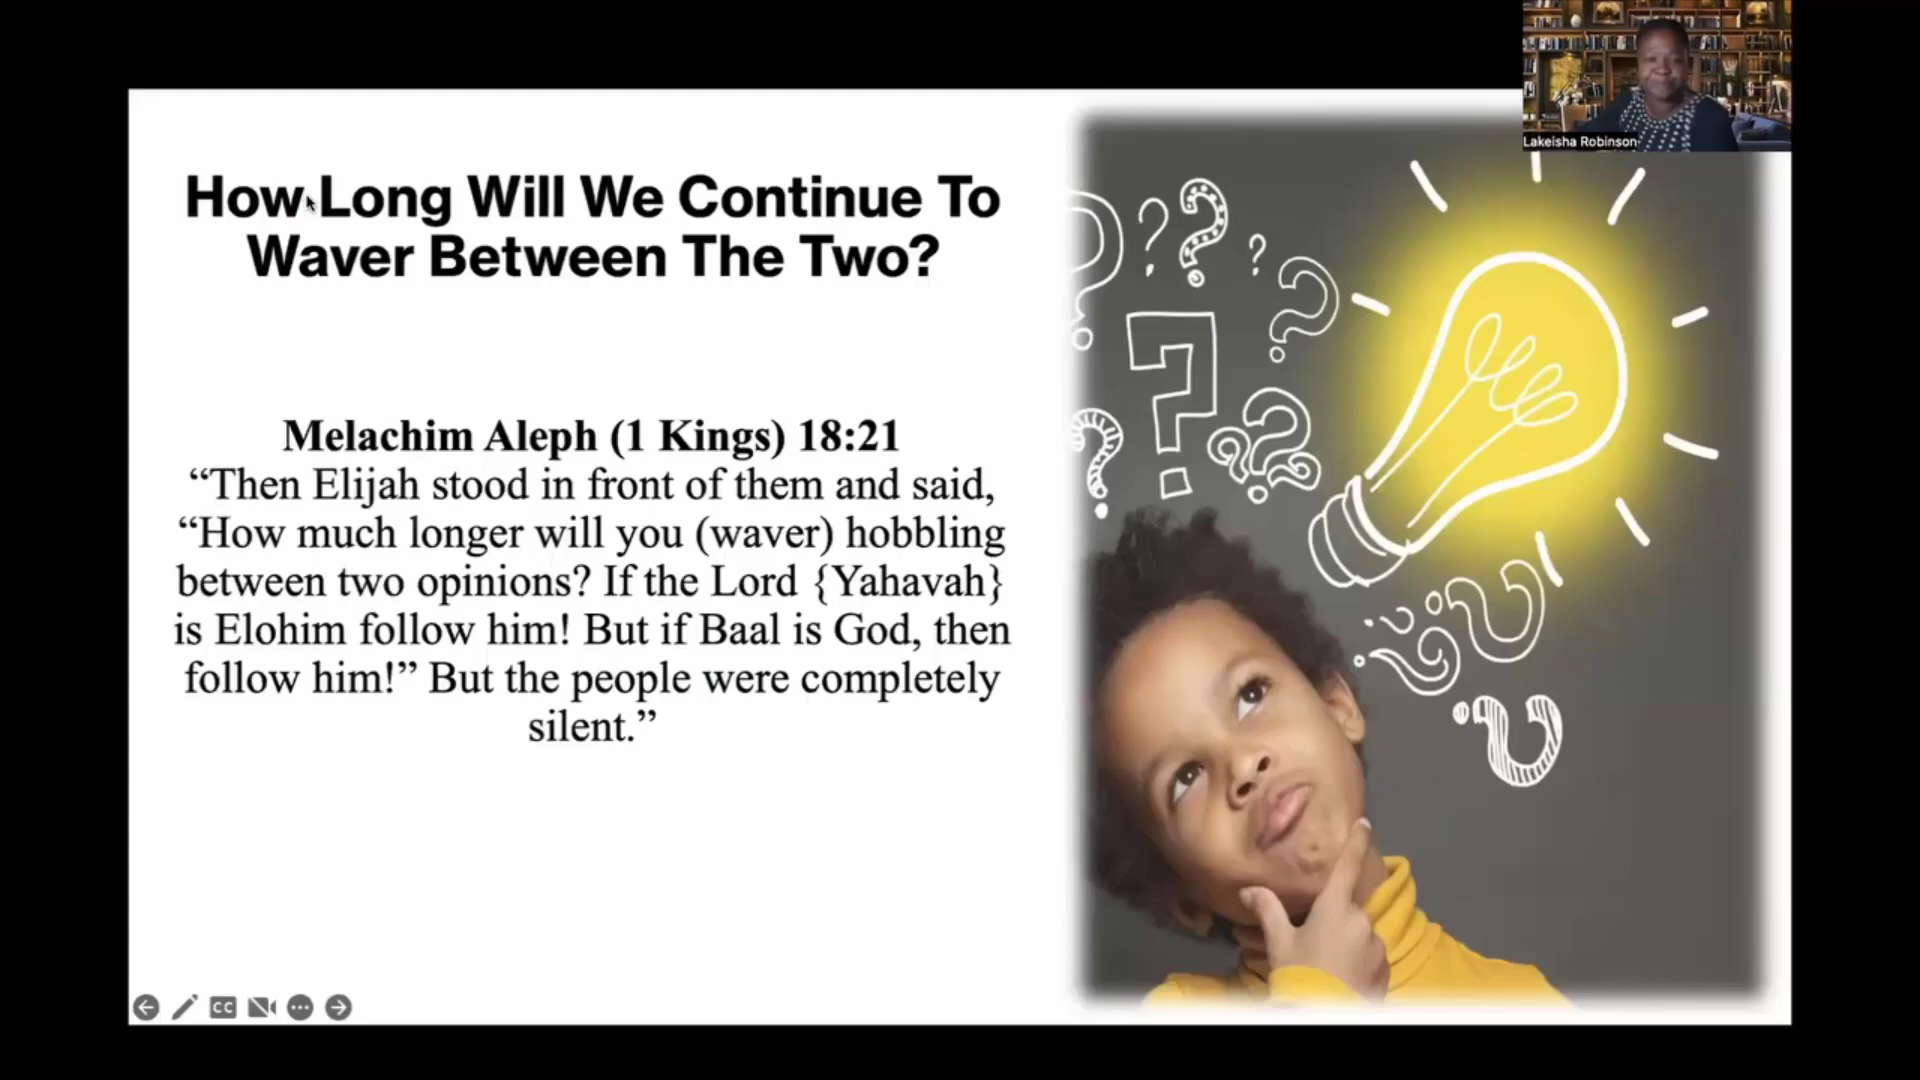 Lakeisha Robinson
How Long Will We Continue To
Waver Between The Two?
Melachim Aleph (1 Kings) 18:21
“Then Elijah stood in front of them and said,
“How much longer will you (waver) hobbling
between two opinions? If the Lord {Yahavah}
is Elohim follow him! But if Baal is God, then
follow him!” But the people were completely
silent.”
CC